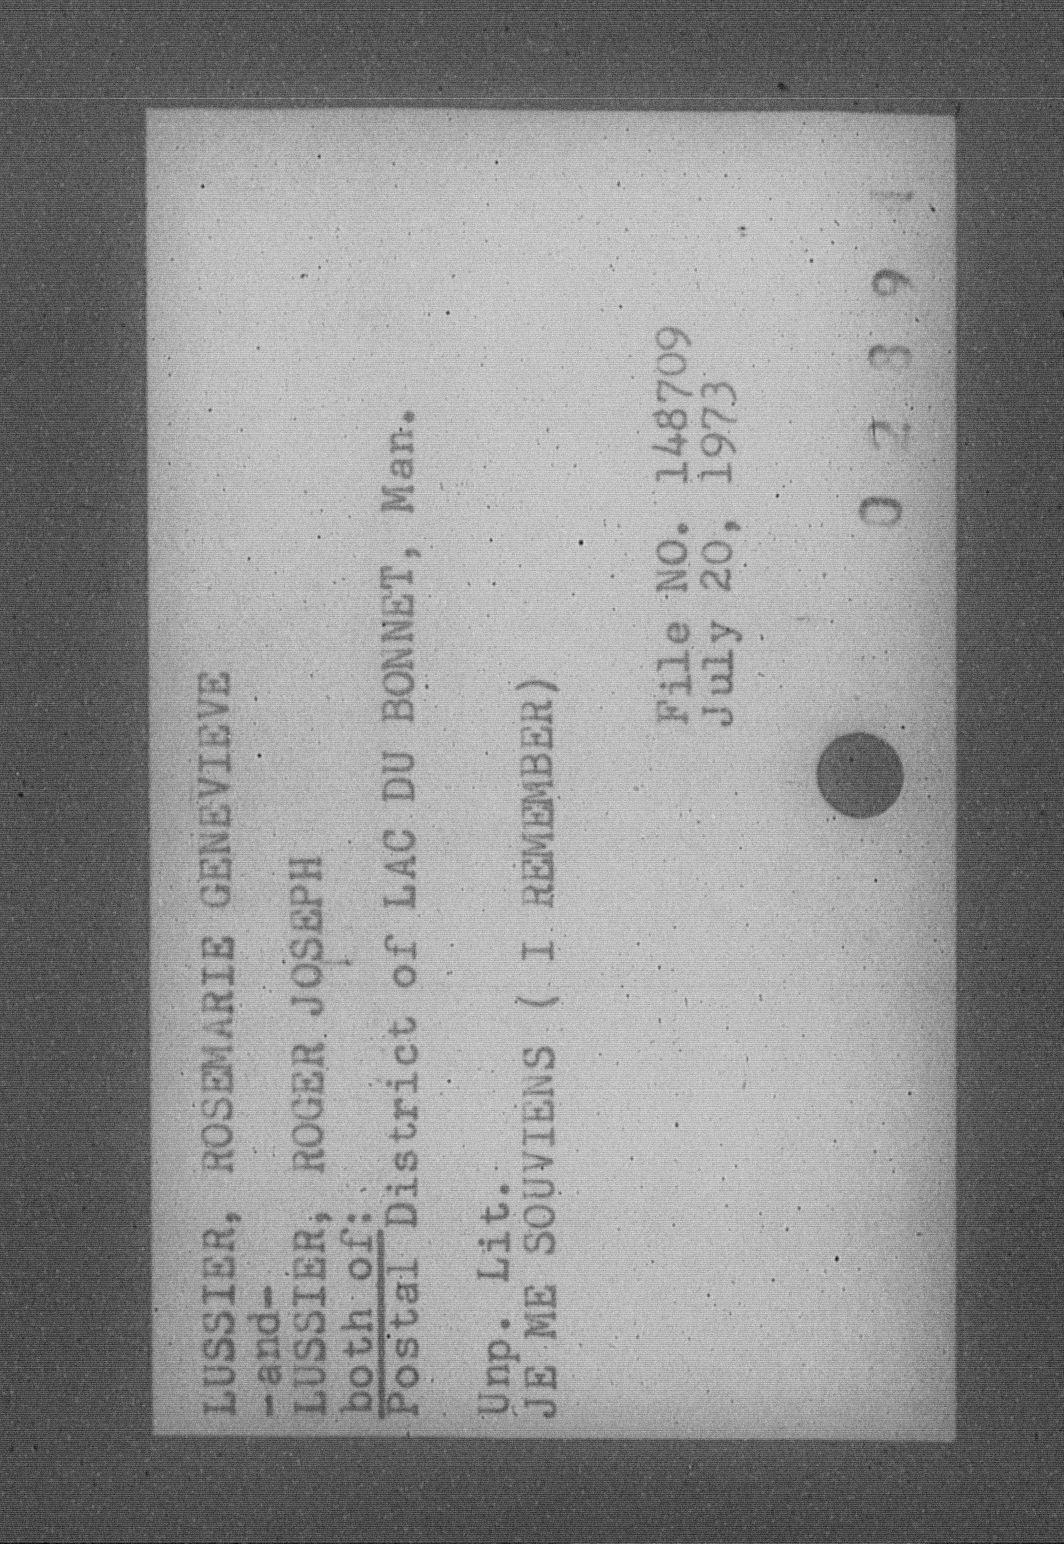 LUSSIER, ROSEMARIE GENEVIEVE
-and-
LUSSIER, ROGER JOSEPH
both of:
Postal District of LAC DU BONNET, Man.
Unp. Lit.
JE ME SOUVIENS ( I REMEMBER)
File NO. 148709
July 20, 1973
02391